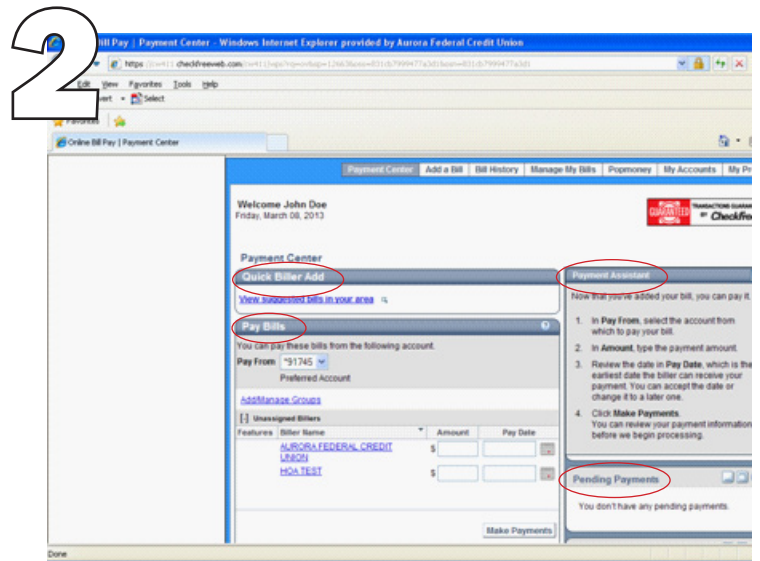 2
Bill Pay | Payment Center - Windows Internet Explorer provided by Aurora Federal Credit Union
https
checkfreeweb.com
Edit View Favorites Tools Help
Select
Favorites
Online Bill Pay | Payment Center
Payment Center Add a Bill Bill History Manage My Bills Popmoney My Accounts My Pr
Welcome John Doe
Friday, March 08, 2013
GUARANTEED
TRANSACTIONS GUARAN
BY Checkfree
Payment Center
Quick Biller Add
View suggested bills in your area
Pay Bills
You can pay these bills from the following account.
Pay From *91745
Preferred Account
Add/Manage Groups
[-] Unassigned Billers
Features Biller Name Amount Pay Date
AURORA FEDERAL CREDIT UNION $
HOA TEST $
Make Payments
Payment Assistant
Now that you've added your bill, you can pay it.
1. In Pay From, select the account from
which to pay your bill.
2. In Amount, type the payment amount.
3. Review the date in Pay Date, which is the
earliest date the biller can receive your
payment. You can accept the date or
change it to a later one.
4. Click Make Payments.
You can review your payment information
before we begin processing.
Pending Payments
You don't have any pending payments.
Done